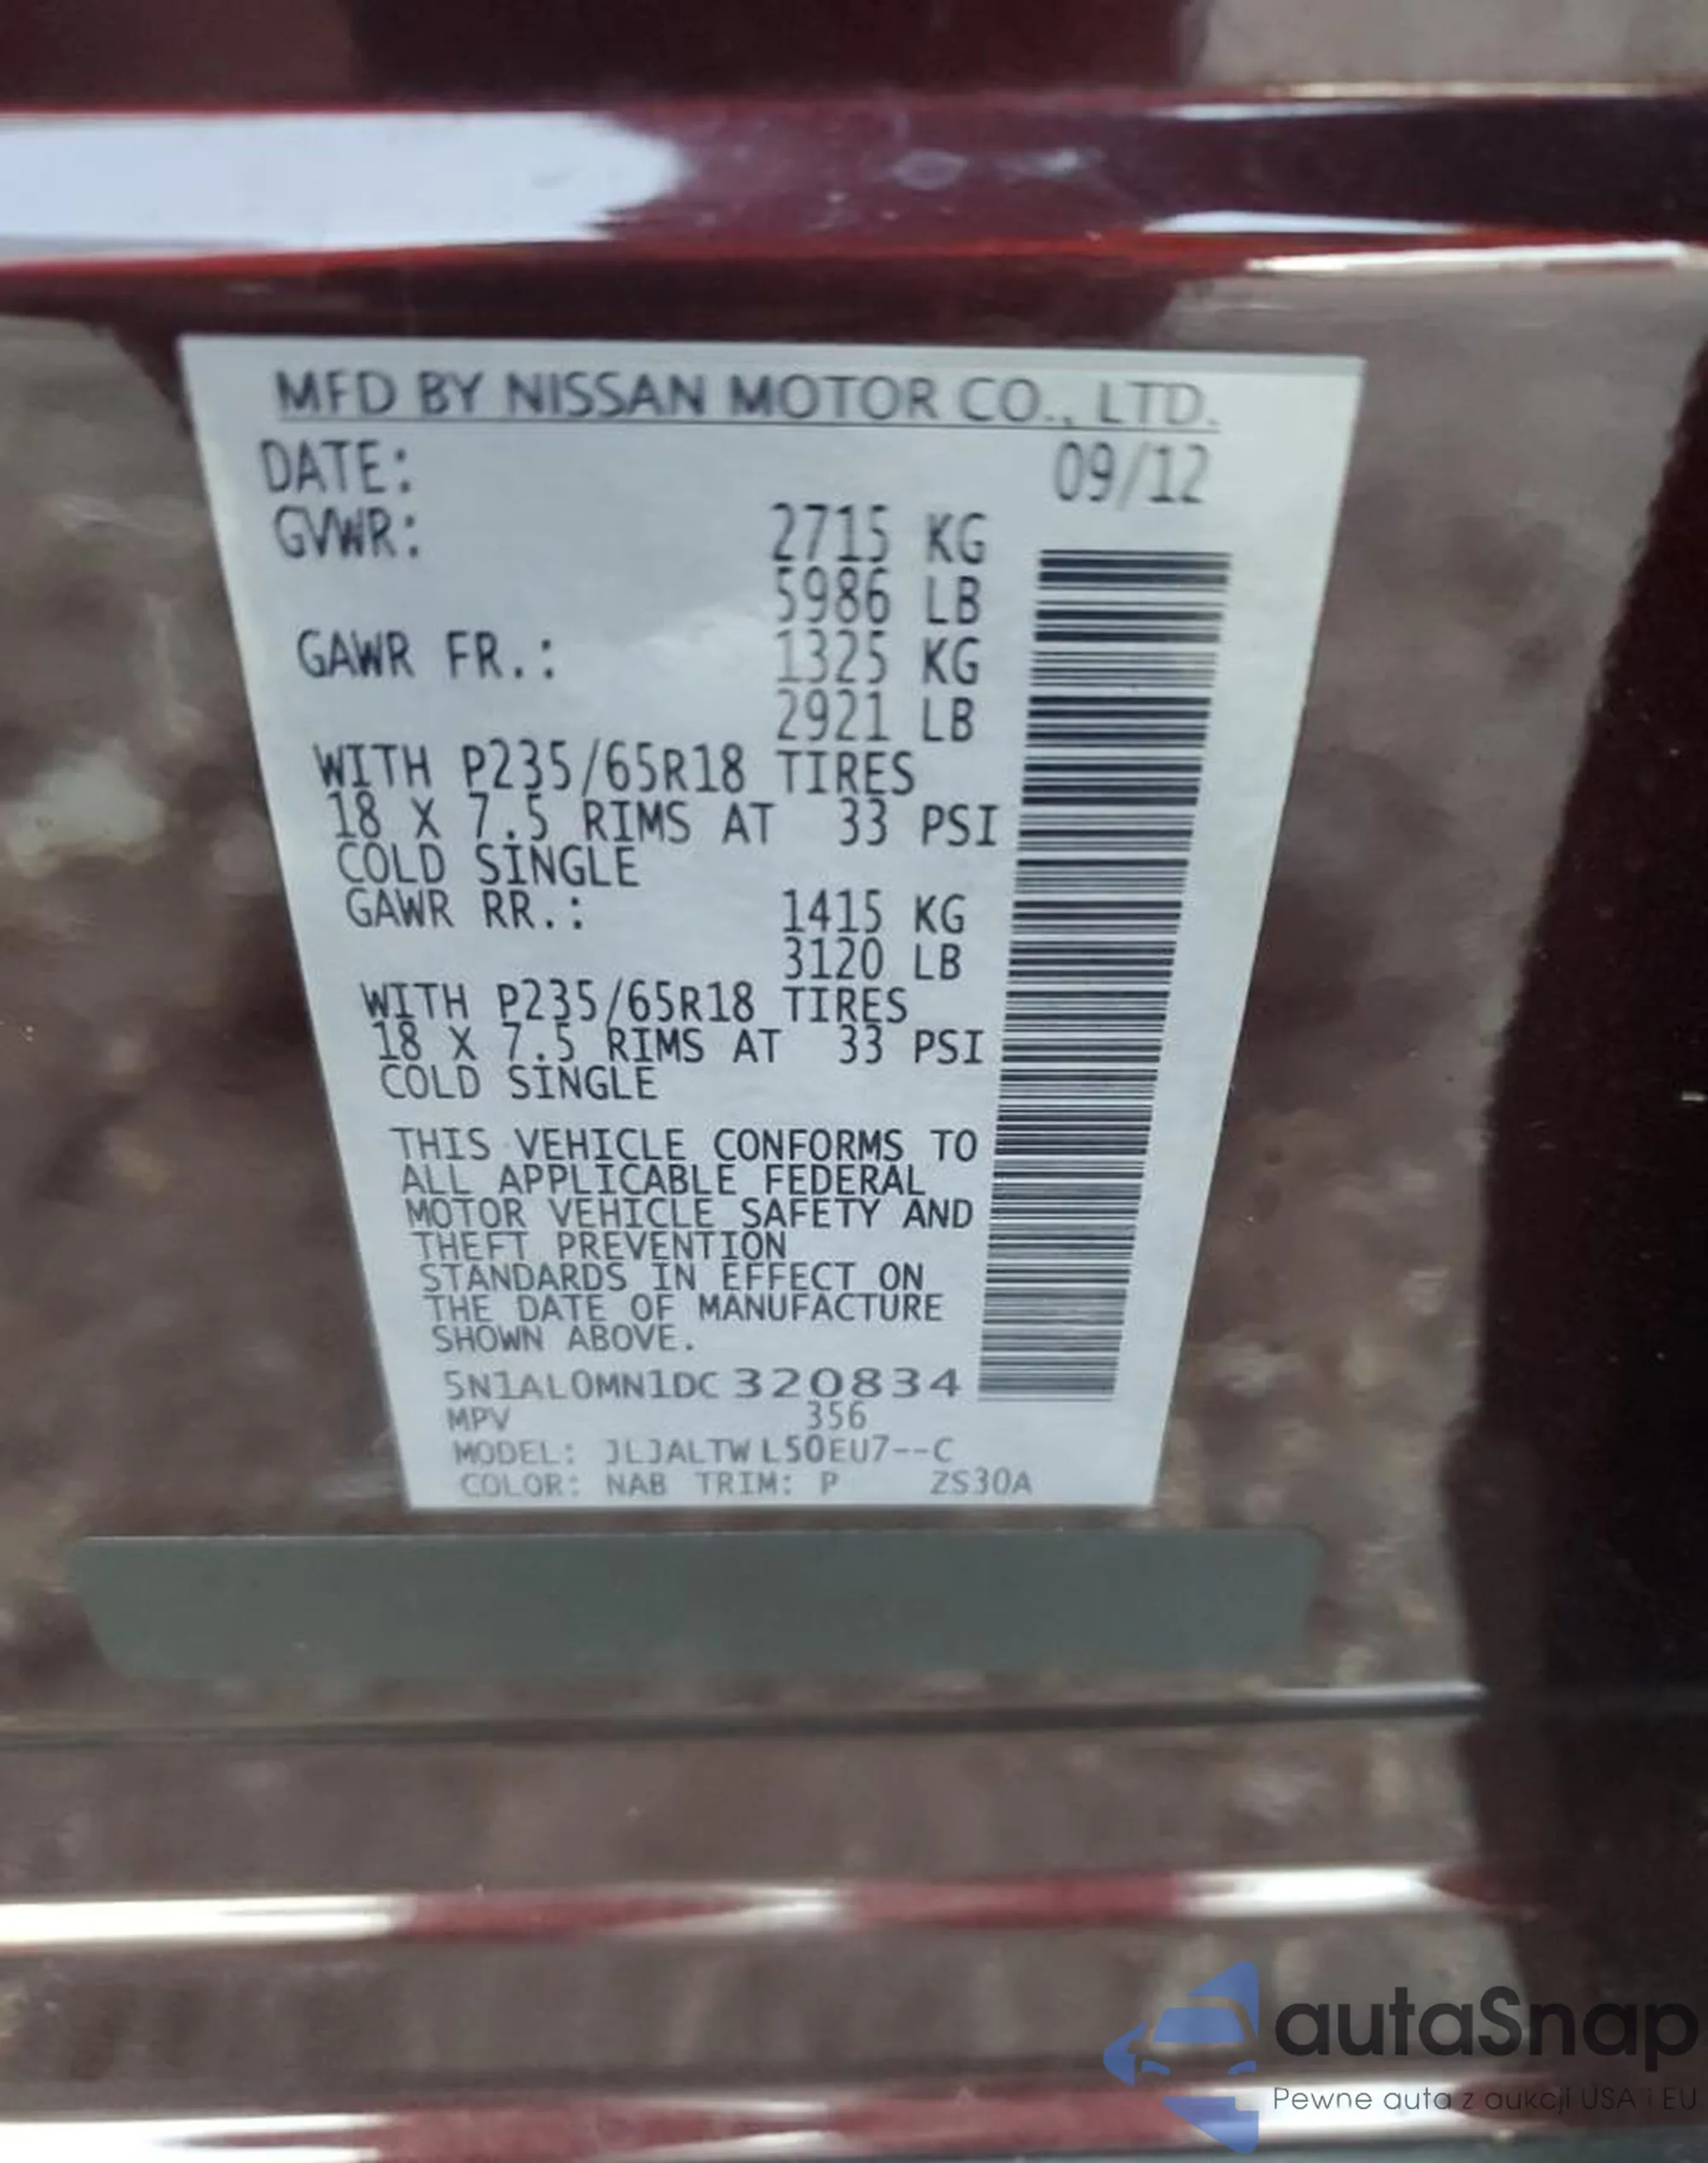 MFD BY NISSAN MOTOR CO., LTD.
DATE: 09/12
GVWR: 2715 KG
5986 LB
GAWR FR.: 1325 KG
2921 LB
WITH P235/65R18 TIRES
18 X 7.5 RIMS AT 33 PSI
COLD SINGLE
GAWR RR.: 1415 KG
3120 LB
WITH P235/65R18 TIRES
18 X 7.5 RIMS AT 33 PSI
COLD SINGLE
THIS VEHICLE CONFORMS TO
ALL APPLICABLE FEDERAL
MOTOR VEHICLE SAFETY AND
THEFT PREVENTION
STANDARDS IN EFFECT ON
THE DATE OF MANUFACTURE
SHOWN ABOVE.
5N1AL0MN1DC 320834
MPV 356
MODEL: JLJALTW L50EU7--C
COLOR: NAB TRIM: P ZS30A
autaSnap
Pewne auta z aukcji USA i EU